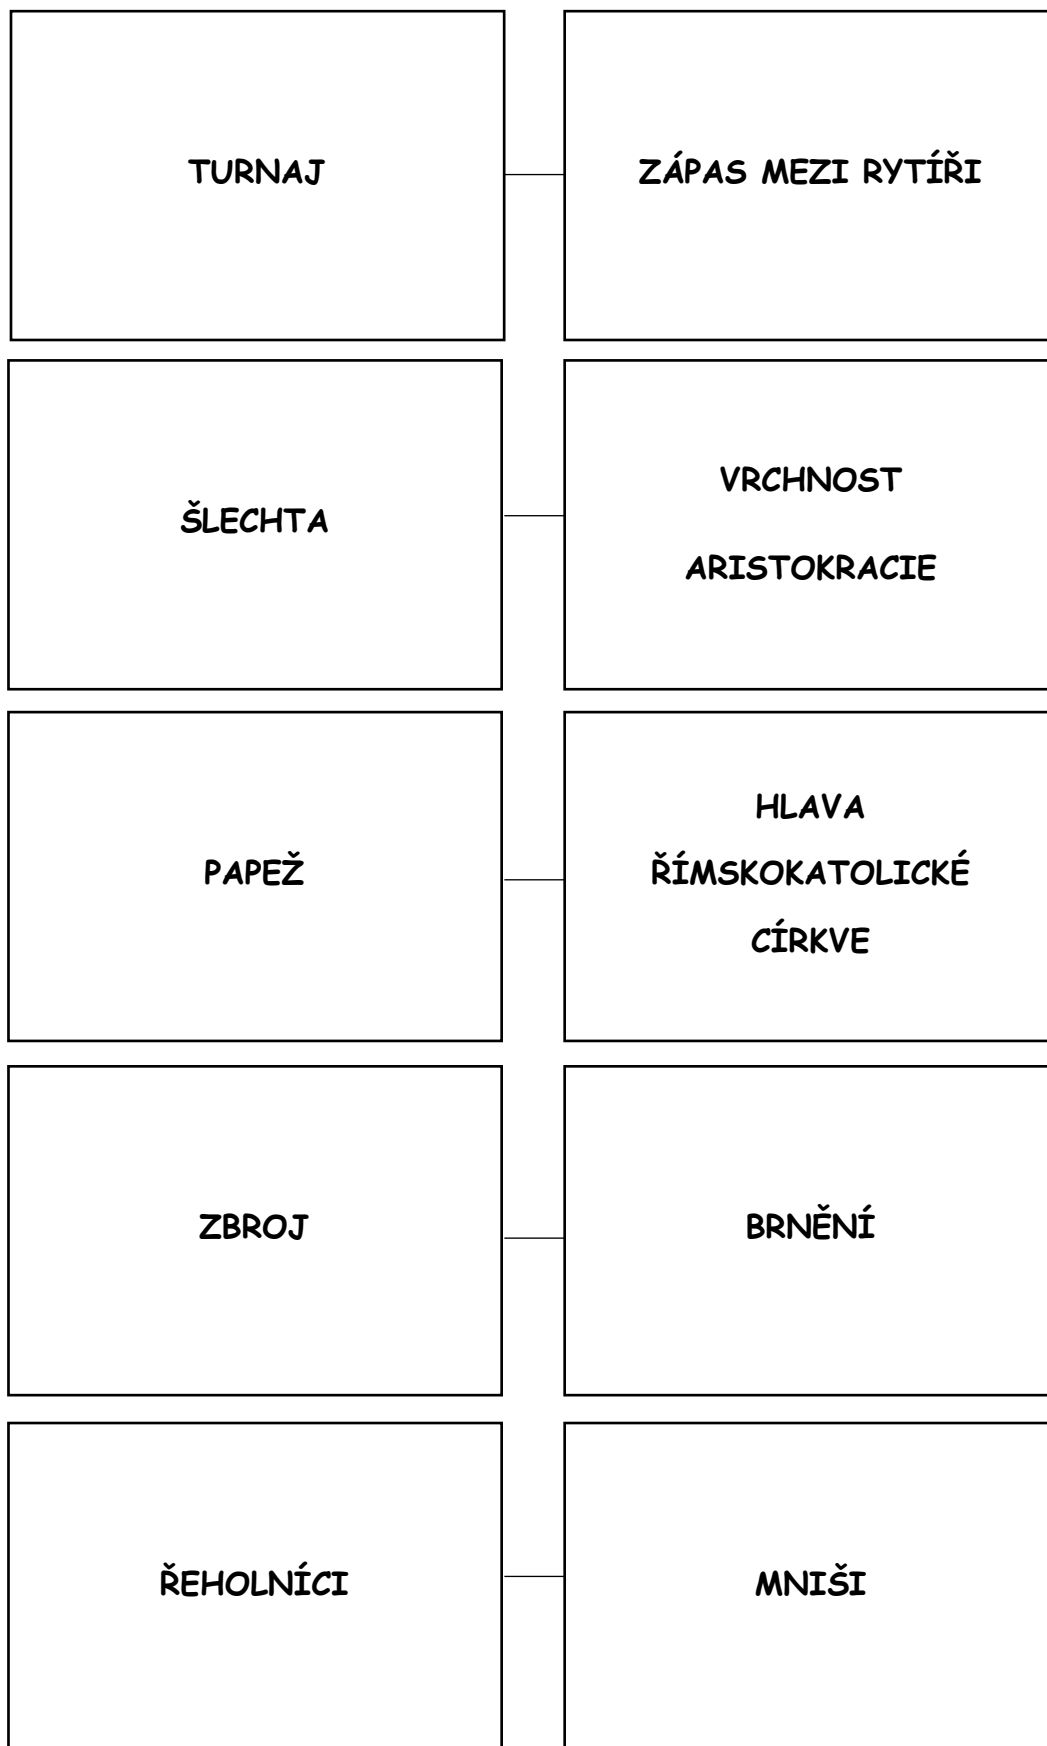 TURNAJ
ZÁPAS MEZI RYTÍŘI
ŠLECHTA
VRCHNOST
ARISTOKRACIE
PAPEŽ
HLAVA
ŘÍMSKOKATOLICKÉ
CÍRKVE
ZBROJ
BRNĚNÍ
ŘEHOLNÍCI
MNIŠI